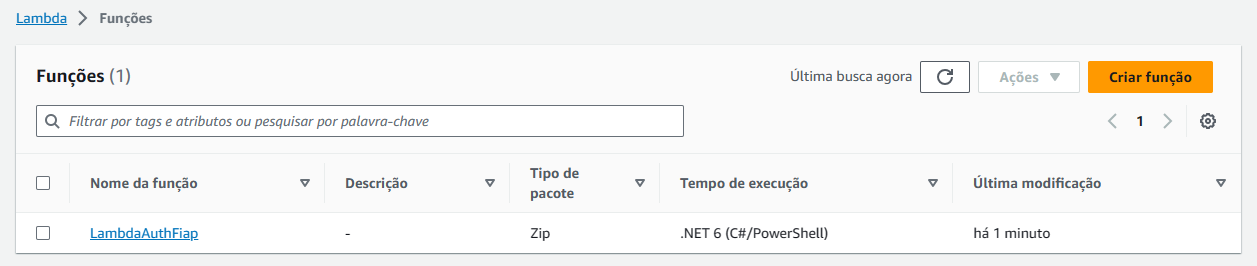 Lambda > Funções
Funções (1)
Última busca agora
Ações
Criar função
Filtrar por tags e atributos ou pesquisar por palavra-chave
1
Nome da função
Descrição
Tipo de
pacote
Tempo de execução
Última modificação
LambdaAuthFiap
-
Zip
.NET 6 (C#/PowerShell)
há 1 minuto